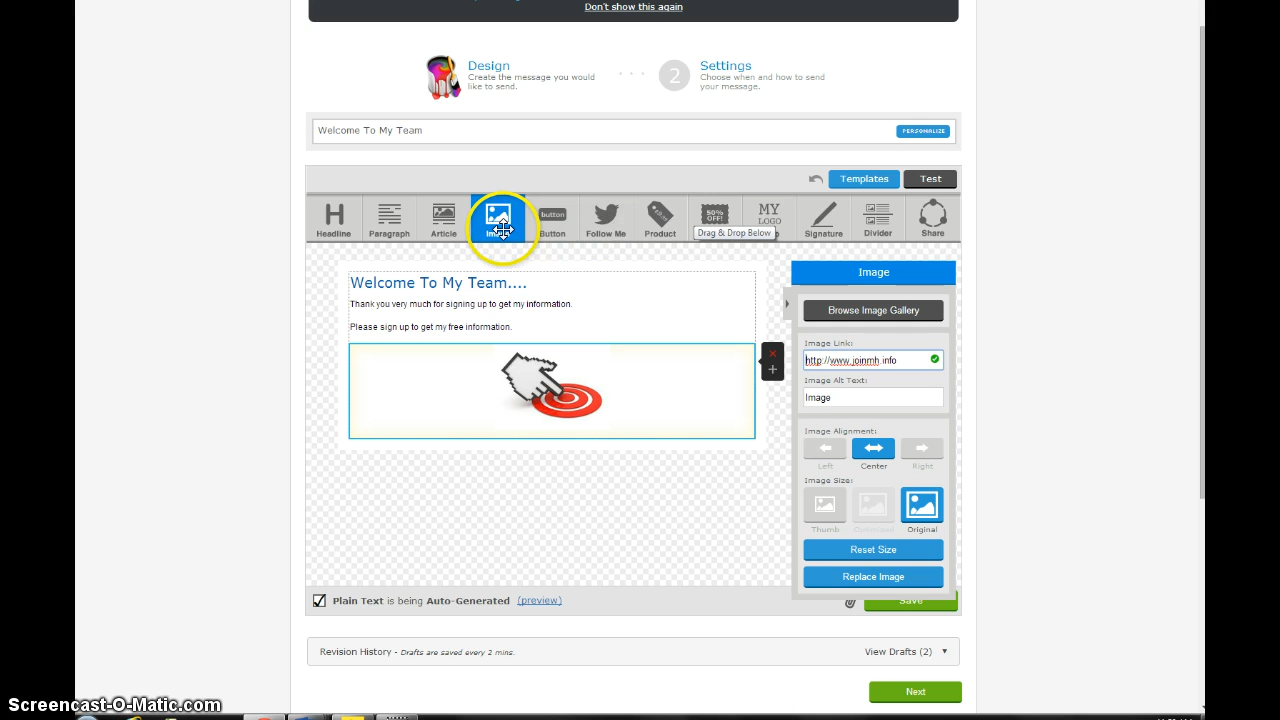 Don't show this again
Design
Create the message you would
like to send.
2
Settings
Choose when and how to send
your message.
Welcome To My Team
PERSONALIZE
Templates
Test
Headline
Paragraph
Article
Button
button
Follow Me
Product
50%
OFF!
MY
LOGO
Drag & Drop Below
Signature
Divider
Share
Welcome To My Team....
Thank you very much for signing up to get my information.
Please sign up to get my free information.
Image
Browse Image Gallery
Image Link:
http://www.joinmh.info
Image Alt Text:
Image
Image Alignment:
Left
Center
Right
Image Size:
Thumb
Original
Reset Size
Replace Image
Plain Text is being Auto-Generated (preview)
Save
Revision History - Drafts are saved every 2 mins.
View Drafts (2)
Next
Screencast-O-Matic.com